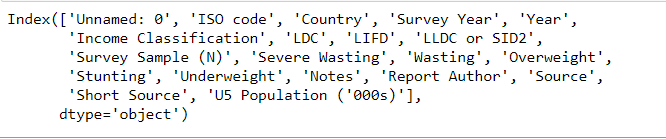 Index(['Unnamed: 0', 'ISO code', 'Country', 'Survey Year', 'Year',
'Income Classification', 'LDC', 'LIFD', 'LLDC or SID2',
'Survey Sample (N)', 'Severe Wasting', 'Wasting', 'Overweight',
'Stunting', 'Underweight', 'Notes', 'Report Author', 'Source',
'Short Source', 'U5 Population ('000s)'],
dtype='object')